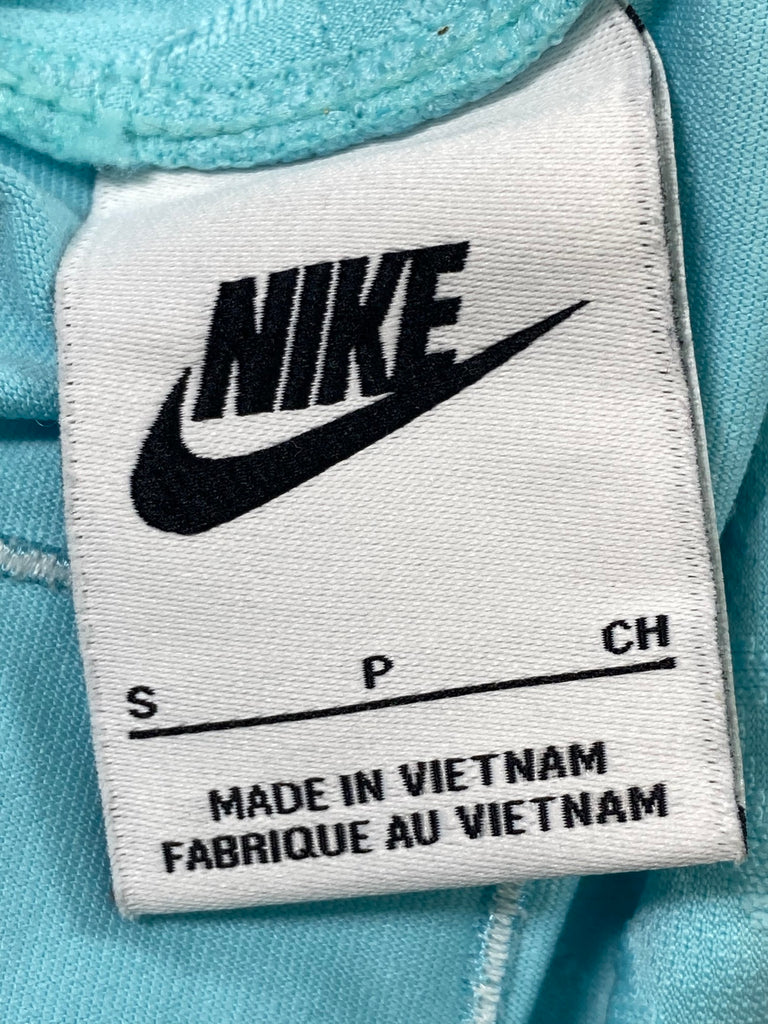 NIKE
S P CH
MADE IN VIETNAM
FABRIQUE AU VIETNAM